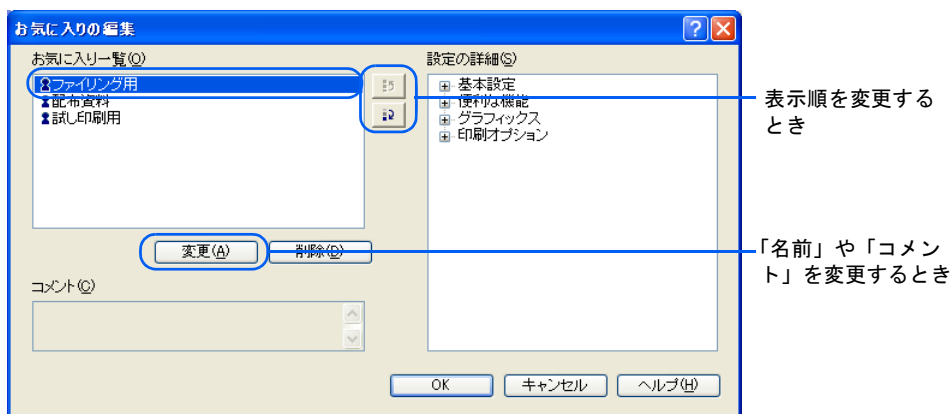 お気に入りの編集
お気に入り一覧(O)
設定の詳細(S)
ファイリング用
配布資料
試し印刷用
基本設定
便利な機能
グラフィックス
印刷オプション
表示順を変更する
とき
変更(A)
削除(D)
「名前」や「コメン
ト」を変更するとき
コメント(C)
OK
キャンセル
ヘルプ(H)